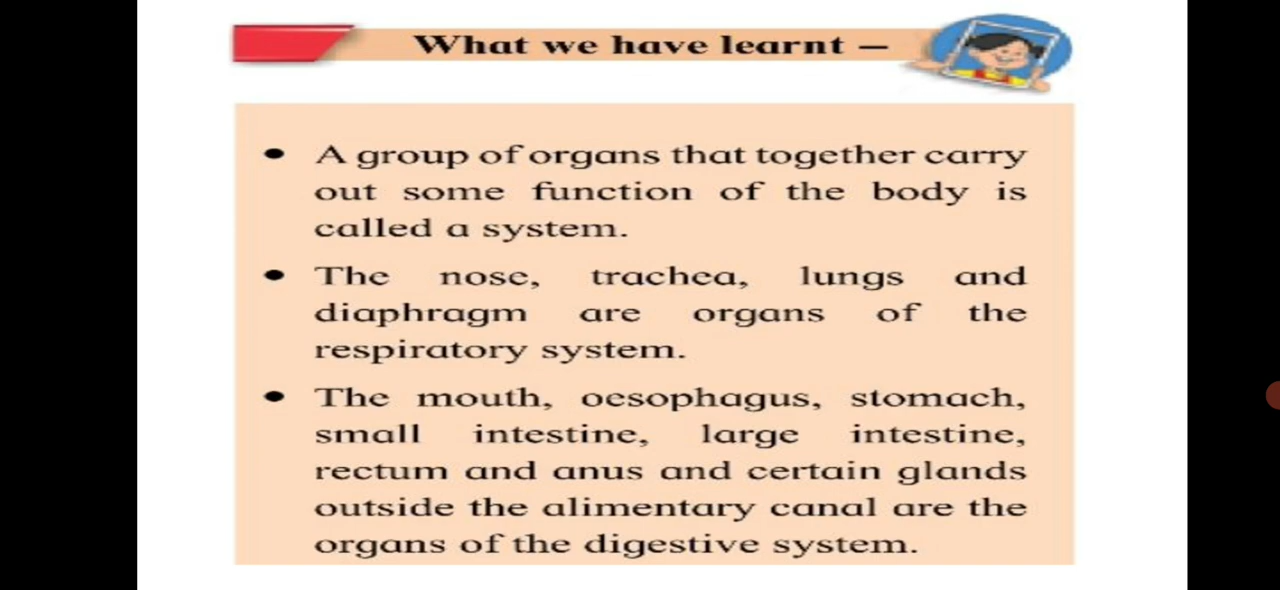 What we have learnt –
• A group of organs that together carry
out some function of the body is
called a system.
• The nose, trachea, lungs and
diaphragm are organs of the
respiratory system.
• The mouth, oesophagus, stomach,
small intestine, large intestine,
rectum and anus and certain glands
outside the alimentary canal are the
organs of the digestive system.